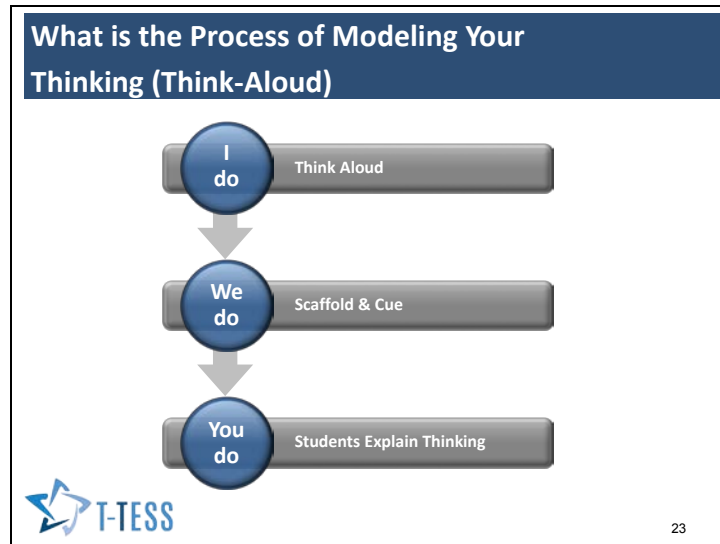 What is the Process of Modeling Your
Thinking (Think-Aloud)
I
do
Think Aloud
We
do
Scaffold & Cue
You
do
Students Explain Thinking
T-TESS
23